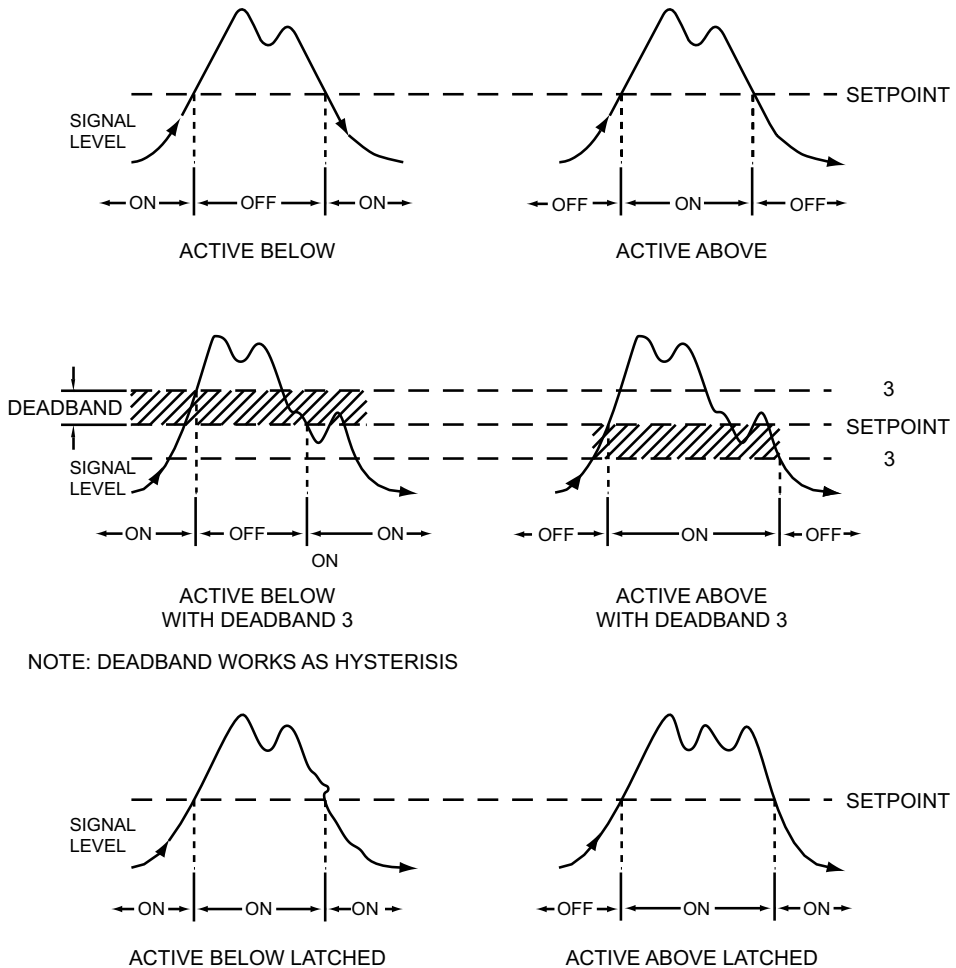 SETPOINT
SIGNAL
LEVEL
ON OFF ON OFF ON OFF
ACTIVE BELOW ACTIVE ABOVE
3
DEADBAND SETPOINT
3
SIGNAL
LEVEL
ON OFF ON OFF ON OFF
ON
ACTIVE BELOW ACTIVE ABOVE
WITH DEADBAND 3 WITH DEADBAND 3
NOTE: DEADBAND WORKS AS HYSTERISIS
SETPOINT
SIGNAL
LEVEL
ON ON ON OFF ON ON
ACTIVE BELOW LATCHED ACTIVE ABOVE LATCHED